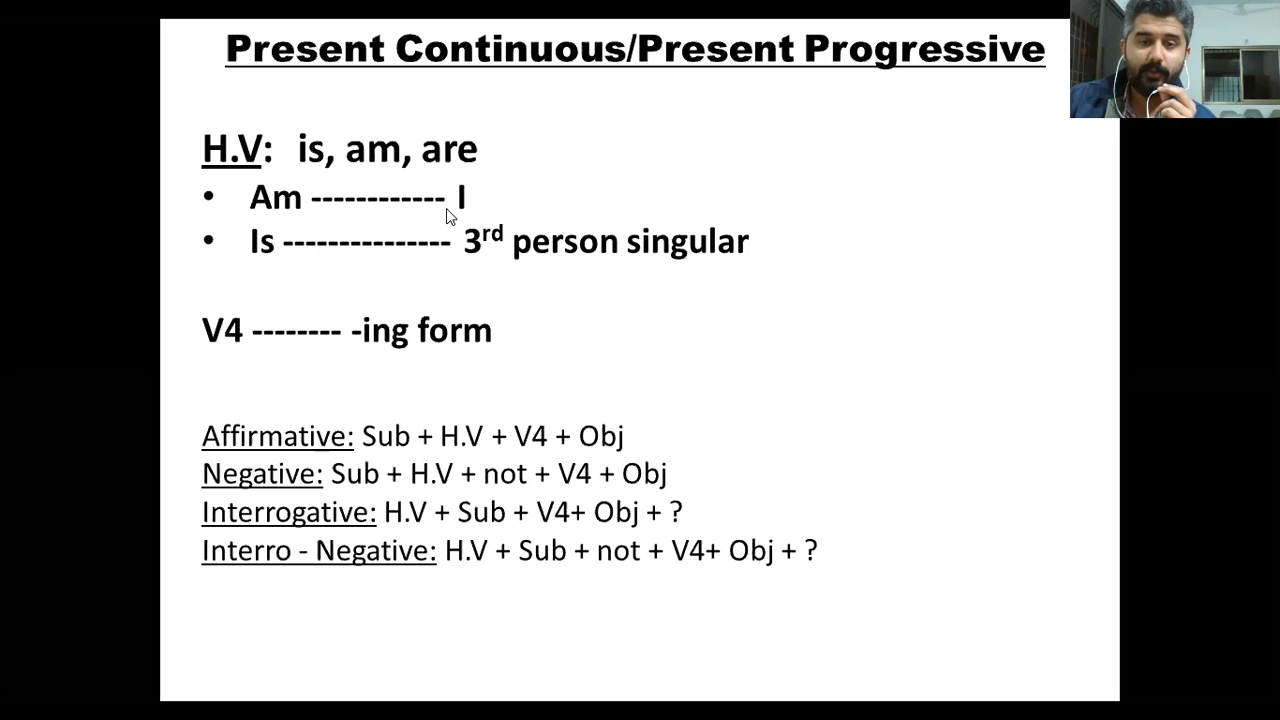 Present Continuous/Present Progressive
H.V: is, am, are
• Am ------------ I
• Is --------------- 3rd person singular
V4 -------- -ing form
Affirmative: Sub + H.V + V4 + Obj
Negative: Sub + H.V + not + V4 + Obj
Interrogative: H.V + Sub + V4+ Obj + ?
Interro - Negative: H.V + Sub + not + V4+ Obj + ?